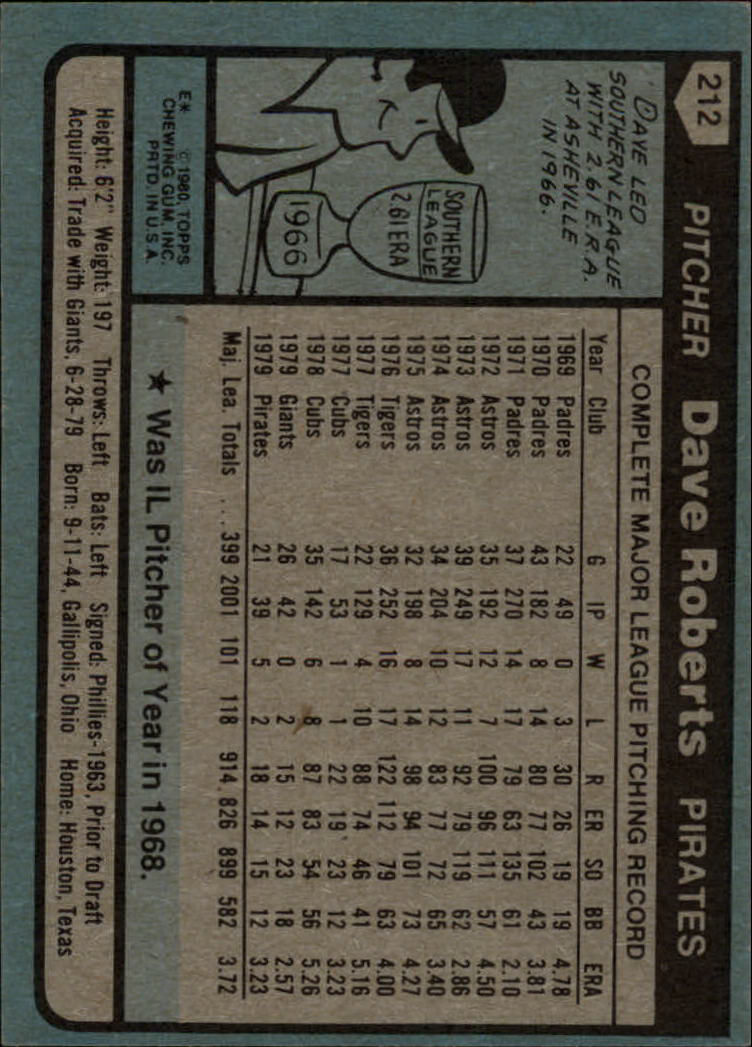 212 PITCHER Dave Roberts PIRATES
DAVE LED
SOUTHERN LEAGUE
WITH 2.61 E.R.A.
AT ASHEVILLE
IN 1966.
SOUTHERN
LEAGUE
2.61 ERA
1966
E* © 1980, TOPPS
CHEWING GUM, INC.
PRTD. IN U.S.A.
COMPLETE MAJOR LEAGUE PITCHING RECORD
Year Club G IP W L R ER SO BB ERA
1969 Padres 22 49 0 3 30 26 19 19 4.78
1970 Padres 43 182 8 14 80 77 102 43 3.81
1971 Padres 37 270 14 17 79 63 135 61 2.10
1972 Astros 35 192 12 7 100 96 111 57 4.50
1973 Astros 39 249 17 11 92 79 119 62 2.86
1974 Astros 34 204 10 12 83 77 72 65 3.40
1975 Astros 32 198 8 14 98 94 101 73 4.27
1976 Tigers 36 252 16 17 122 112 79 63 4.00
1977 Tigers 22 129 4 10 88 74 46 41 5.16
1977 Cubs 17 53 1 1 22 19 23 12 3.23
1978 Cubs 35 142 6 8 87 83 54 56 5.26
1979 Giants 26 42 0 2 15 12 23 18 2.57
1979 Pirates 21 39 5 2 18 14 15 12 3.23
Maj. Lea. Totals ... 399 2001 101 118 914 826 899 582 3.72
★ Was IL Pitcher of Year in 1968.
Height: 6'2" Weight: 197 Throws: Left Bats: Left Signed: Phillies-1963, Prior to Draft
Acquired: Trade with Giants, 6-28-79 Born: 9-11-44, Gallipolis, Ohio Home: Houston, Texas